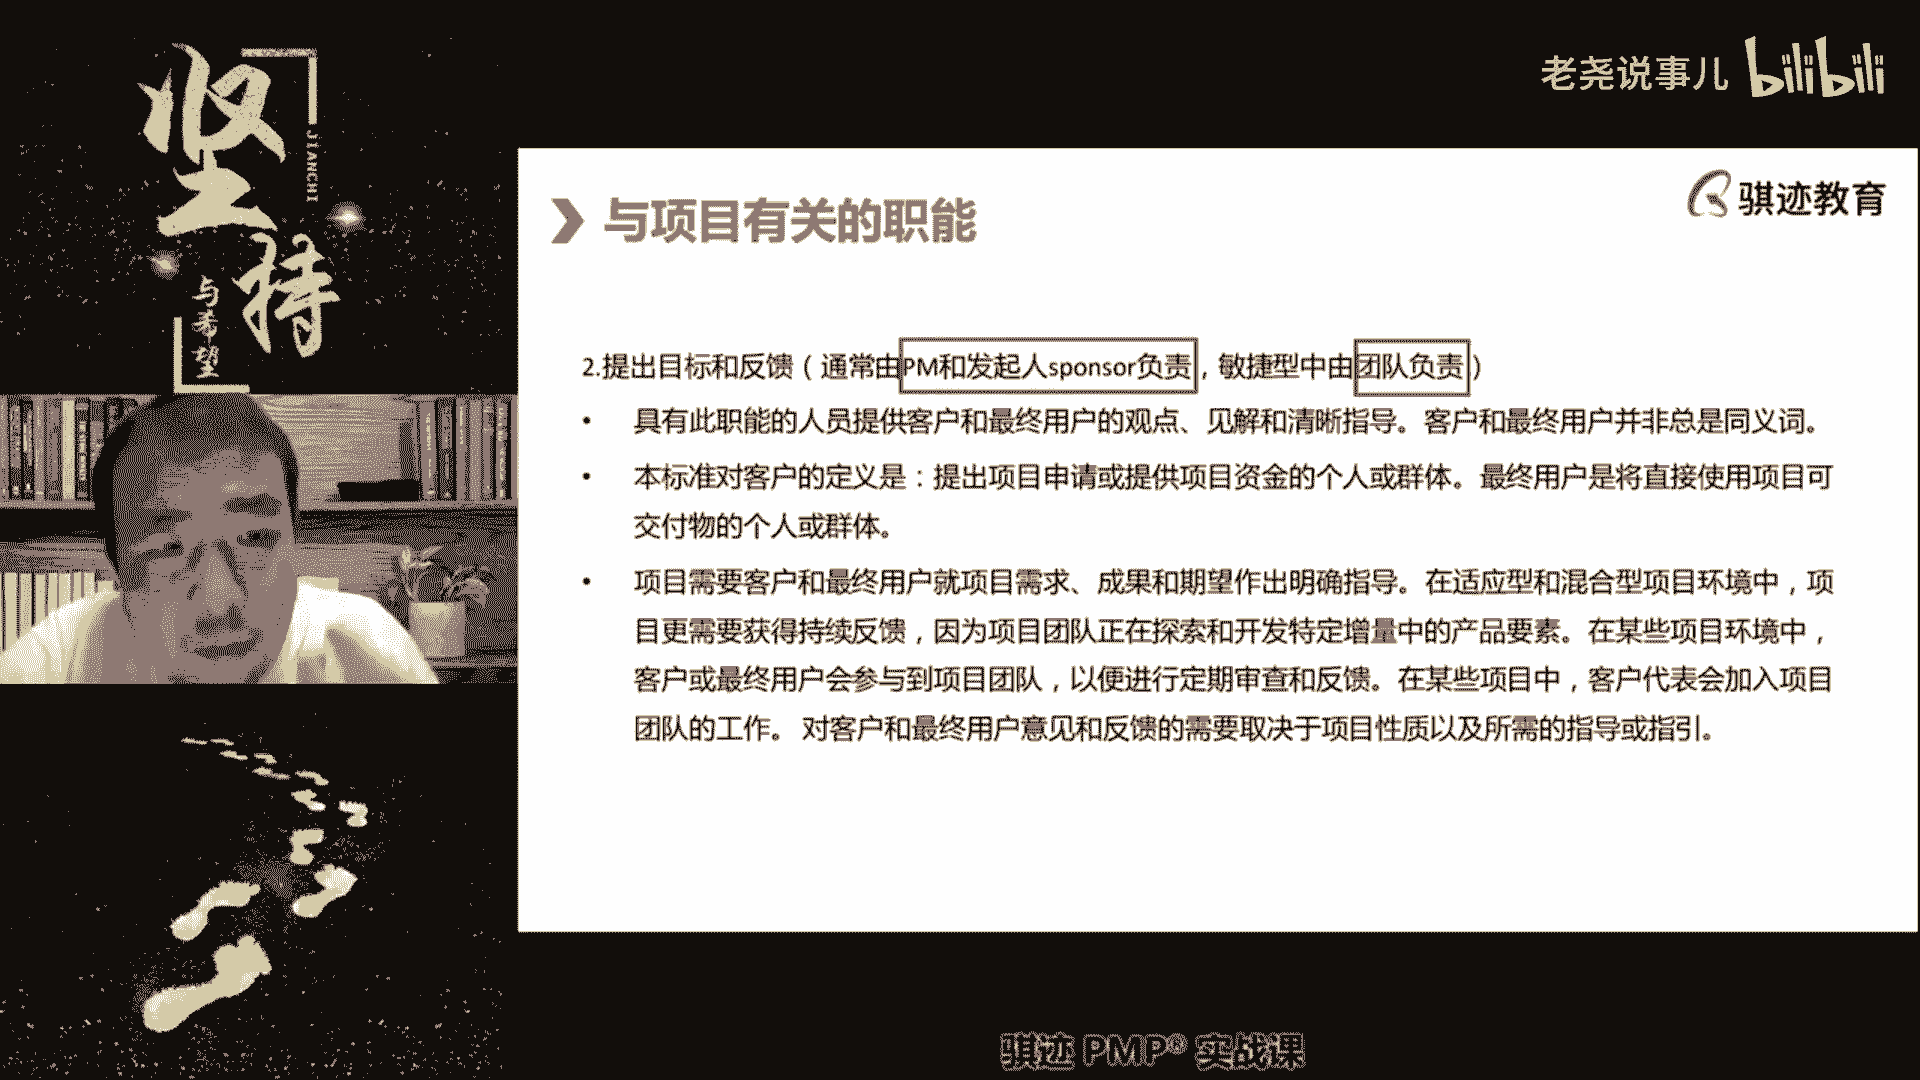 坚持
JIANCHI
与希望
老尧说事儿 bilibili
骐迹教育
与项目有关的职能
2.提出目标和反馈（通常由PM和发起人sponsor负责，敏捷型中由团队负责）
• 具有此职能的人员提供客户和最终用户的观点、见解和清晰指导。客户和最终用户并非总是同义词。
• 本标准对客户的定义是：提出项目申请或提供项目资金的个人或群体。最终用户是将直接使用项目可
交付物的个人或群体。
• 项目需要客户和最终用户就项目需求、成果和期望作出明确指导。在适应型和混合型项目环境中，项
目更需要获得持续反馈，因为项目团队正在探索和开发特定增量中的产品要素。在某些项目环境中，
客户或最终用户会参与到项目团队，以便进行定期审查和反馈。在某些项目中，客户代表会加入项目
团队的工作。 对客户和最终用户意见和反馈的需要取决于项目性质以及所需的指导或指引。
骐迹 PMP® 实战课